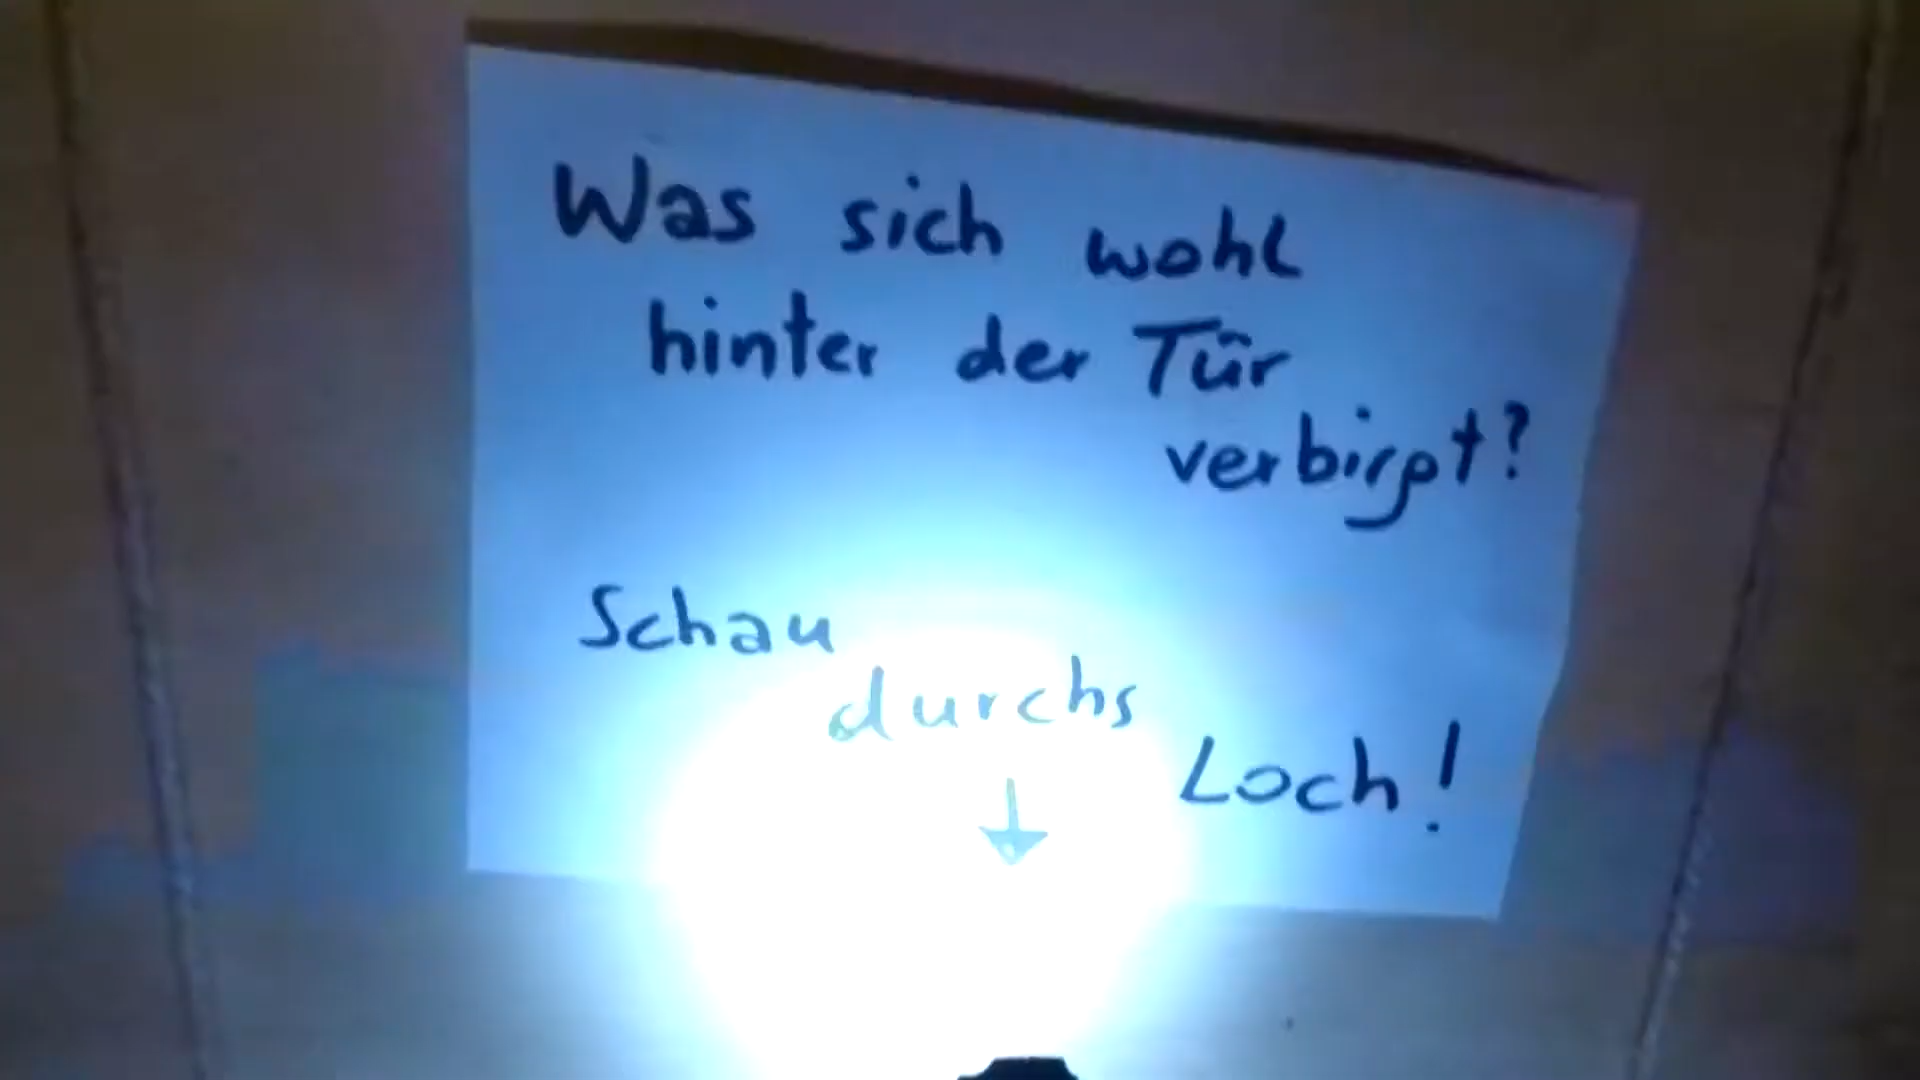 Was sich wohl
hinter der Tür
verbirgt?
Schau
durchs
Loch!